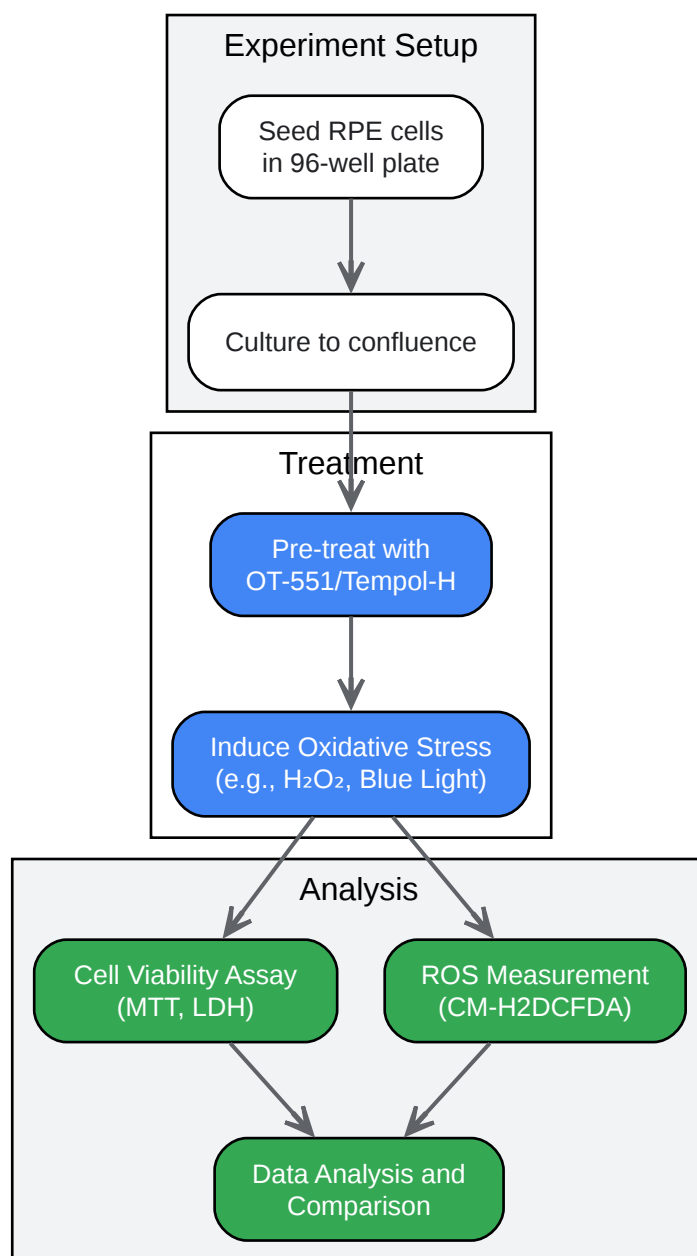 Experiment Setup
Seed RPE cells
in 96-well plate
Culture to confluence
Treatment
Pre-treat with
OT-551/Tempol-H
Induce Oxidative Stress
(e.g., H₂O₂, Blue Light)
Analysis
Cell Viability Assay
(MTT, LDH)
ROS Measurement
(CM-H2DCFDA)
Data Analysis and
Comparison